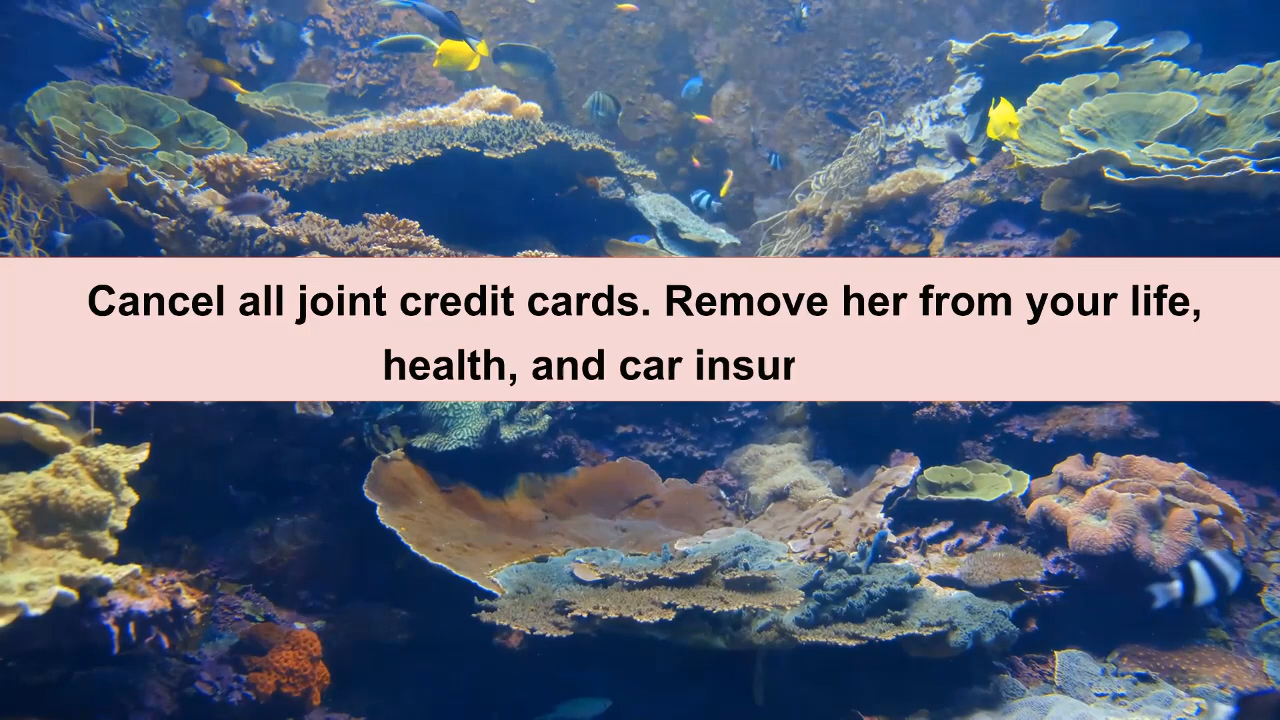 Cancel all joint credit cards. Remove her from your life,
health, and car insur